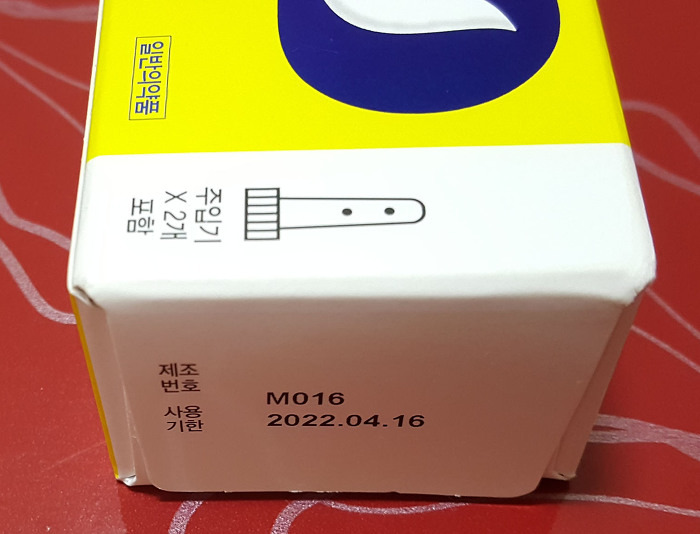 일반의약품
주입기
X 2개
포함
제조
번호
M016
사용
기한
2022.04.16